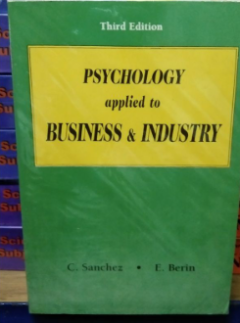 Third Edition
PSYCHOLOGY
applied to
BUSINESS & INDUSTRY
C. Sanchez • E. Berin